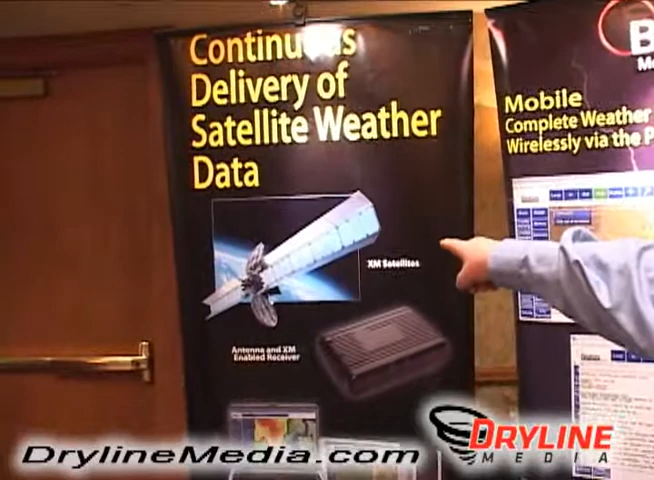 Continuous
Delivery of
Satellite Weather
Data
XM Satellites
Antenna and XM
Enabled Receiver
Mobile
Complete Weather
Wirelessly via the P
DrylineMedia.com
DRYLINE
MEDIA